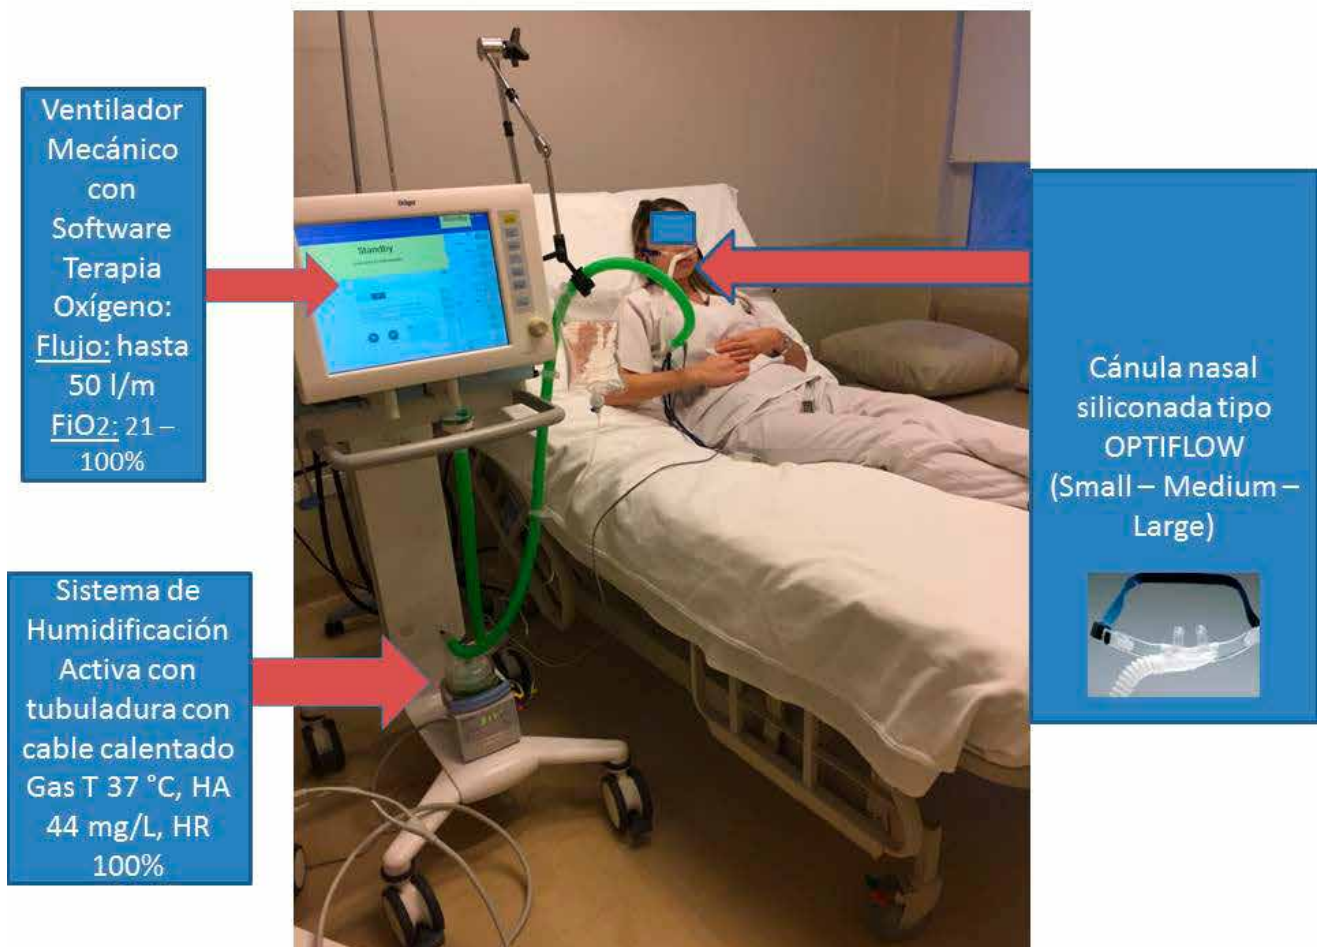 Ventilador
Mecánico
con
Software
Terapia
Oxígeno:
Flujo: hasta
50 l/m
FiO2: 21 –
100%
Sistema de
Humidificación
Activa con
tubuladura con
cable calentado
Gas T 37 °C, HA
44 mg/L, HR
100%
Dräger
Standby
Standby
Cánula nasal
siliconada tipo
OPTIFLOW
(Small – Medium –
Large)